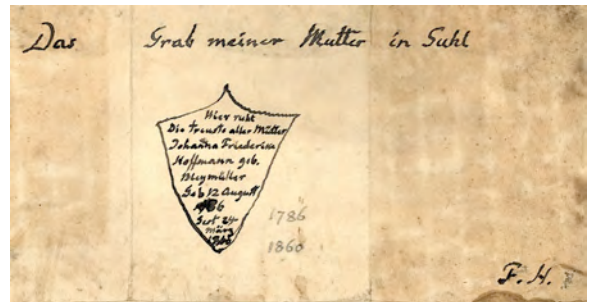 Das Grab meiner Mutter in Suhl
Hier ruht
Die treuste aller Mütter
Johanna Friedericke
Hoffmann geb.
Geb 12 August
Gest 24
März
1786
1860
F. H.